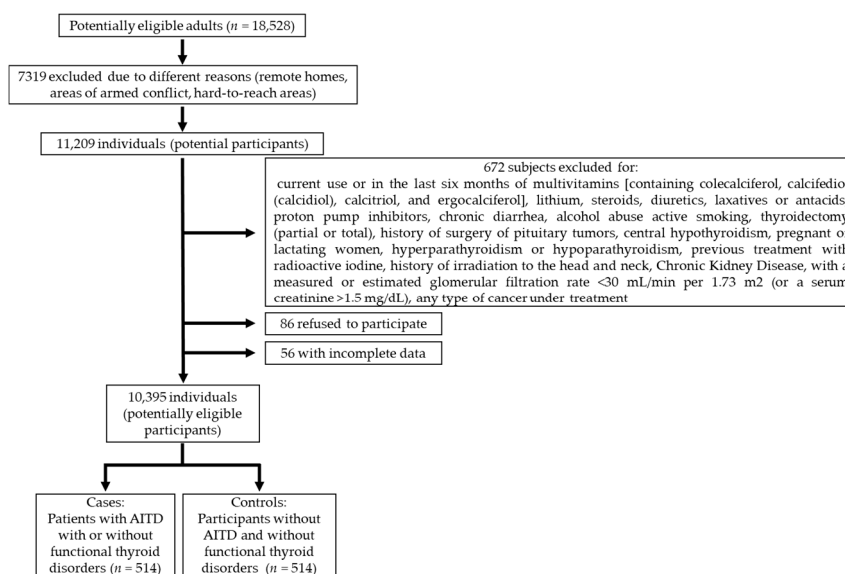 Potentially eligible adults (n = 18,528)
7319 excluded due to different reasons (remote homes,
areas of armed conflict, hard-to-reach areas)
11,209 individuals (potential participants)
672 subjects excluded for:
current use or in the last six months of multivitamins [containing colecalciferol, calcifedio
(calcidiol), calcitriol, and ergocalciferol], lithium, steroids, diuretics, laxatives or antacids
proton pump inhibitors, chronic diarrhea, alcohol abuse active smoking, thyroidectomy
(partial or total), history of surgery of pituitary tumors, central hypothyroidism, pregnant o
lactating women, hyperparathyroidism or hypoparathyroidism, previous treatment with
radioactive iodine, history of irradiation to the head and neck, Chronic Kidney Disease, with a
measured or estimated glomerular filtration rate <30 mL/min per 1.73 m2 (or a serum
creatinine >1.5 mg/dL), any type of cancer under treatment
86 refused to participate
56 with incomplete data
10,395 individuals
(potentially eligible
participants)
Cases:
Patients with AITD
with or without
functional thyroid
disorders (n = 514)
Controls:
Participants without
AITD and without
functional thyroid
disorders (n = 514)